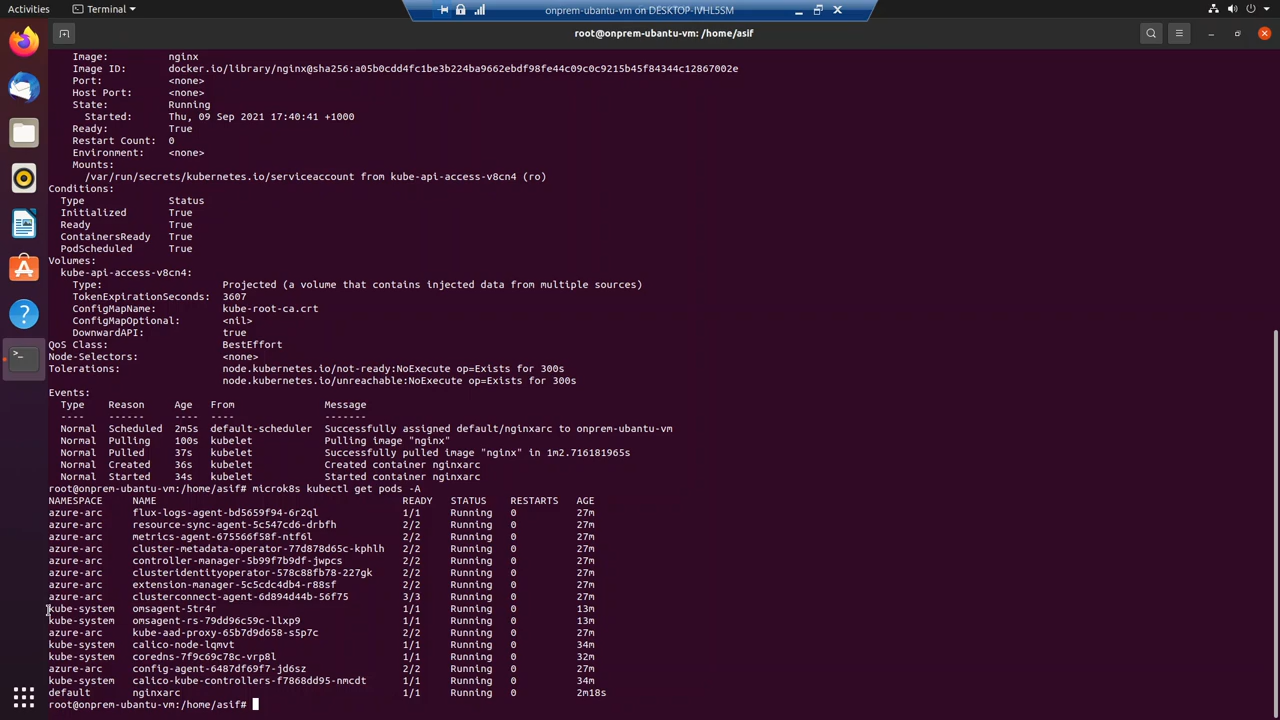 Activities
Terminal
onprem-ubantu-vm on DESKTOP-IVHL5SM
root@onprem-ubantu-vm: /home/asif
Image: nginx
Image ID: docker.io/library/nginx@sha256:a05b0cdd4fc1be3b224ba9662ebdf98fe44c09c0c9215b45f84344c12867002e
Port: <none>
Host Port: <none>
State: Running
Started: Thu, 09 Sep 2021 17:40:41 +1000
Ready: True
Restart Count: 0
Environment: <none>
Mounts:
/var/run/secrets/kubernetes.io/serviceaccount from kube-api-access-v8cn4 (ro)
Conditions:
Type Status
Initialized True
Ready True
ContainersReady True
PodScheduled True
Volumes:
kube-api-access-v8cn4:
Type: Projected (a volume that contains injected data from multiple sources)
TokenExpirationSeconds: 3607
ConfigMapName: kube-root-ca.crt
ConfigMapOptional: <nil>
DownwardAPI: true
QoS Class: BestEffort
Node-Selectors: <none>
Tolerations: node.kubernetes.io/not-ready:NoExecute op=Exists for 300s
node.kubernetes.io/unreachable:NoExecute op=Exists for 300s
Events:
Type Reason Age From Message
---- ------ ---- ---- -------
Normal Scheduled 2m5s default-scheduler Successfully assigned default/nginxarc to onprem-ubantu-vm
Normal Pulling 100s kubelet Pulling image "nginx"
Normal Pulled 37s kubelet Successfully pulled image "nginx" in 1m2.716181965s
Normal Created 36s kubelet Created container nginxarc
Normal Started 34s kubelet Started container nginxarc
root@onprem-ubantu-vm:/home/asif# microk8s kubectl get pods -A
NAMESPACE NAME READY STATUS RESTARTS AGE
azure-arc flux-logs-agent-bd5659f94-6r2ql 1/1 Running 0 27m
azure-arc resource-sync-agent-5c547cd6-drbfh 2/2 Running 0 27m
azure-arc metrics-agent-675566f58f-ntf6l 2/2 Running 0 27m
azure-arc cluster-metadata-operator-77d878d65c-kphlh 2/2 Running 0 27m
azure-arc controller-manager-5b99f7b9df-jwpcs 2/2 Running 0 27m
azure-arc clusteridentityoperator-578c88fb78-227gk 2/2 Running 0 27m
azure-arc extension-manager-5c5cdc4db4-r88sf 2/2 Running 0 27m
azure-arc clusterconnect-agent-6d894d44b-56f75 3/3 Running 0 27m
kube-system omsagent-5tr4r 1/1 Running 0 13m
kube-system omsagent-rs-79dd96c59c-llxp9 1/1 Running 0 13m
azure-arc kube-aad-proxy-65b7d9d658-s5p7c 2/2 Running 0 27m
kube-system calico-node-lqmvt 1/1 Running 0 34m
kube-system coredns-7f9c69c78c-vrp8l 1/1 Running 0 32m
azure-arc config-agent-6487df69f7-jd6sz 2/2 Running 0 27m
kube-system calico-kube-controllers-f7868dd95-nmcdt 1/1 Running 0 34m
default nginxarc 1/1 Running 0 2m18s
root@onprem-ubantu-vm:/home/asif#